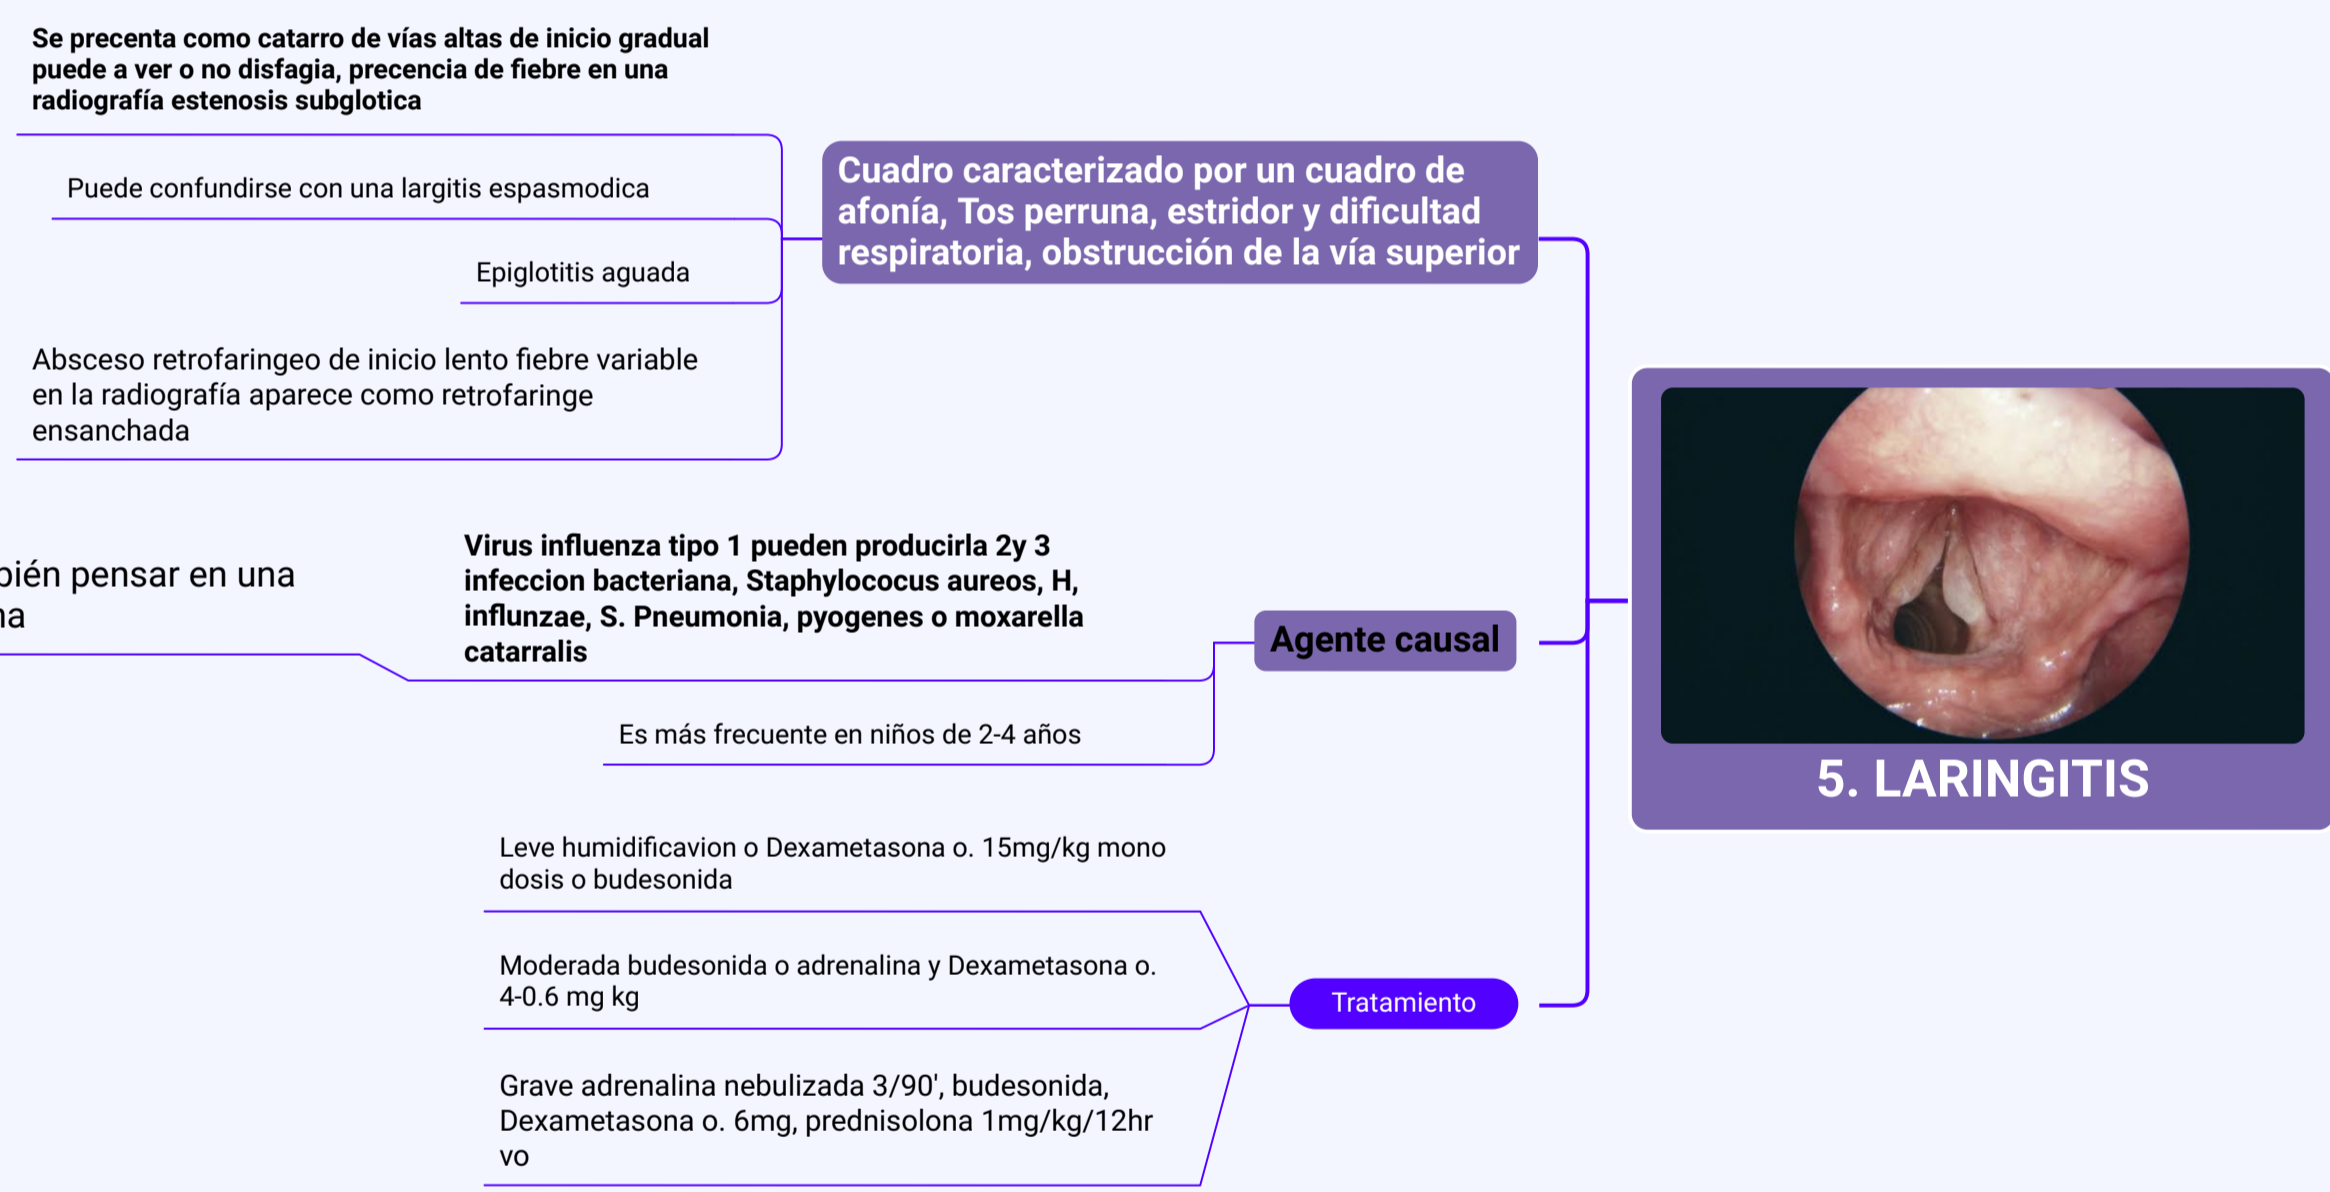 Se precenta como catarro de vías altas de inicio gradual
puede a ver o no disfagia, precencia de fiebre en una
radiografía estenosis subglotica
Puede confundirse con una largitis espasmodica
Epiglotitis aguada
Absceso retrofaringeo de inicio lento fiebre variable
en la radiografía aparece como retrofaringe
ensanchada
Cuadro caracterizado por un cuadro de
afonía, Tos perruna, estridor y dificultad
respiratoria, obstrucción de la vía superior
pensar en una
Virus influenza tipo 1 pueden producirla 2y 3
infeccion bacteriana, Staphylococus aureos, H,
influnzae, S. Pneumonia, pyogenes o moxarella
catarralis
Agente causal
Es más frecuente en niños de 2-4 años
5. LARINGITIS
Leve humidificavion o Dexametasona o. 15mg/kg mono
dosis o budesonida
Moderada budesonida o adrenalina y Dexametasona o.
4-0.6 mg kg
Tratamiento
Grave adrenalina nebulizada 3/90', budesonida,
Dexametasona o. 6mg, prednisolona 1mg/kg/12hr
vo